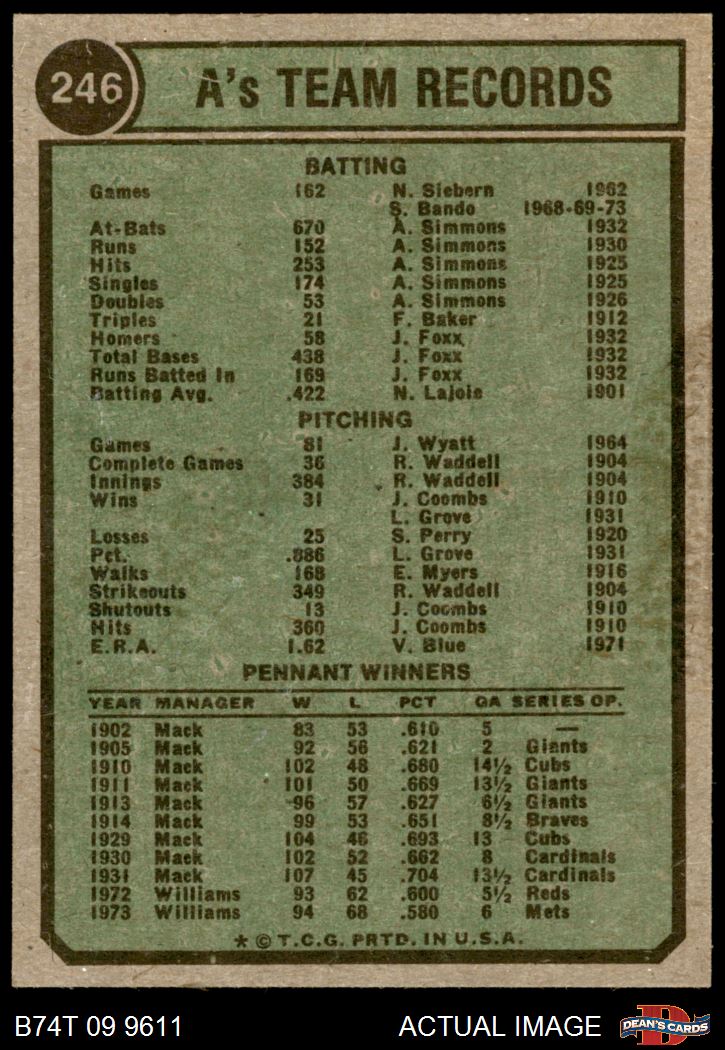 246 A's TEAM RECORDS
BATTING
Games 162 N. Siebern 1962
S. Bando 1968-69-73
At-Bats 670 A. Simmons 1932
Runs 152 A. Simmons 1930
Hits 253 A. Simmons 1925
Singles 174 A. Simmons 1925
Doubles 53 A. Simmons 1926
Triples 21 F. Baker 1912
Homers 58 J. Foxx 1932
Total Bases 438 J. Foxx 1932
Runs Batted In 169 J. Foxx 1932
Batting Avg. .422 N. Lajoie 1901
PITCHING
Games 81 J. Wyatt 1964
Complete Games 36 R. Waddell 1904
Innings 384 R. Waddell 1904
Wins 31 J. Coombs 1910
L. Grove 1931
Losses 25 S. Perry 1920
Pct. .886 L. Grove 1931
Walks 168 E. Myers 1916
Strikeouts 349 R. Waddell 1904
Shutouts 13 J. Coombs 1910
Hits 360 J. Coombs 1910
E.R.A. 1.62 V. Blue 1971
PENNANT WINNERS
YEAR MANAGER W L PCT GA SERIES OP.
1902 Mack 83 53 .610 5 —
1905 Mack 92 56 .621 2 Giants
1910 Mack 102 48 .680 14½ Cubs
1911 Mack 101 50 .669 13½ Giants
1913 Mack 96 57 .627 6½ Giants
1914 Mack 99 53 .651 8½ Braves
1929 Mack 104 46 .693 13 Cubs
1930 Mack 102 52 .662 8 Cardinals
1931 Mack 107 45 .704 13½ Cardinals
1972 Williams 93 62 .600 5½ Reds
1973 Williams 94 68 .580 6 Mets
* © T.C.G. PRTD. IN U.S.A.
B74T 09 9611 ACTUAL IMAGE D DEAN'S CARDS